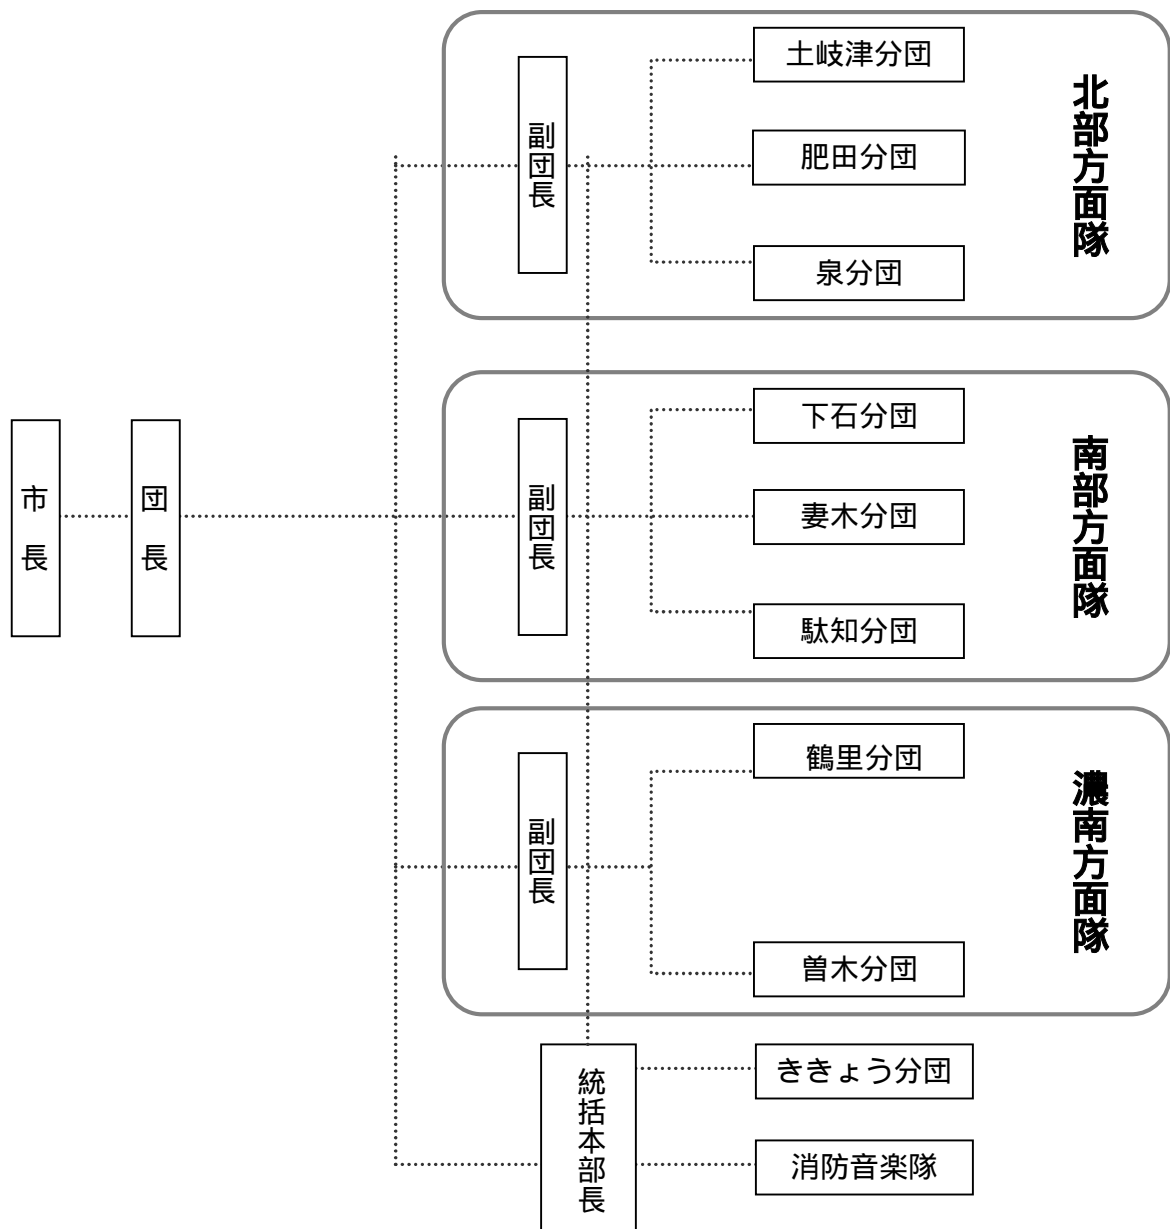 市長
団長
副団長
土岐津分団
肥田分団
泉分団
北部方面隊
副団長
下石分団
妻木分団
駄知分団
南部方面隊
副団長
鶴里分団
曽木分団
濃南方面隊
統括本部長
ききょう分団
消防音楽隊